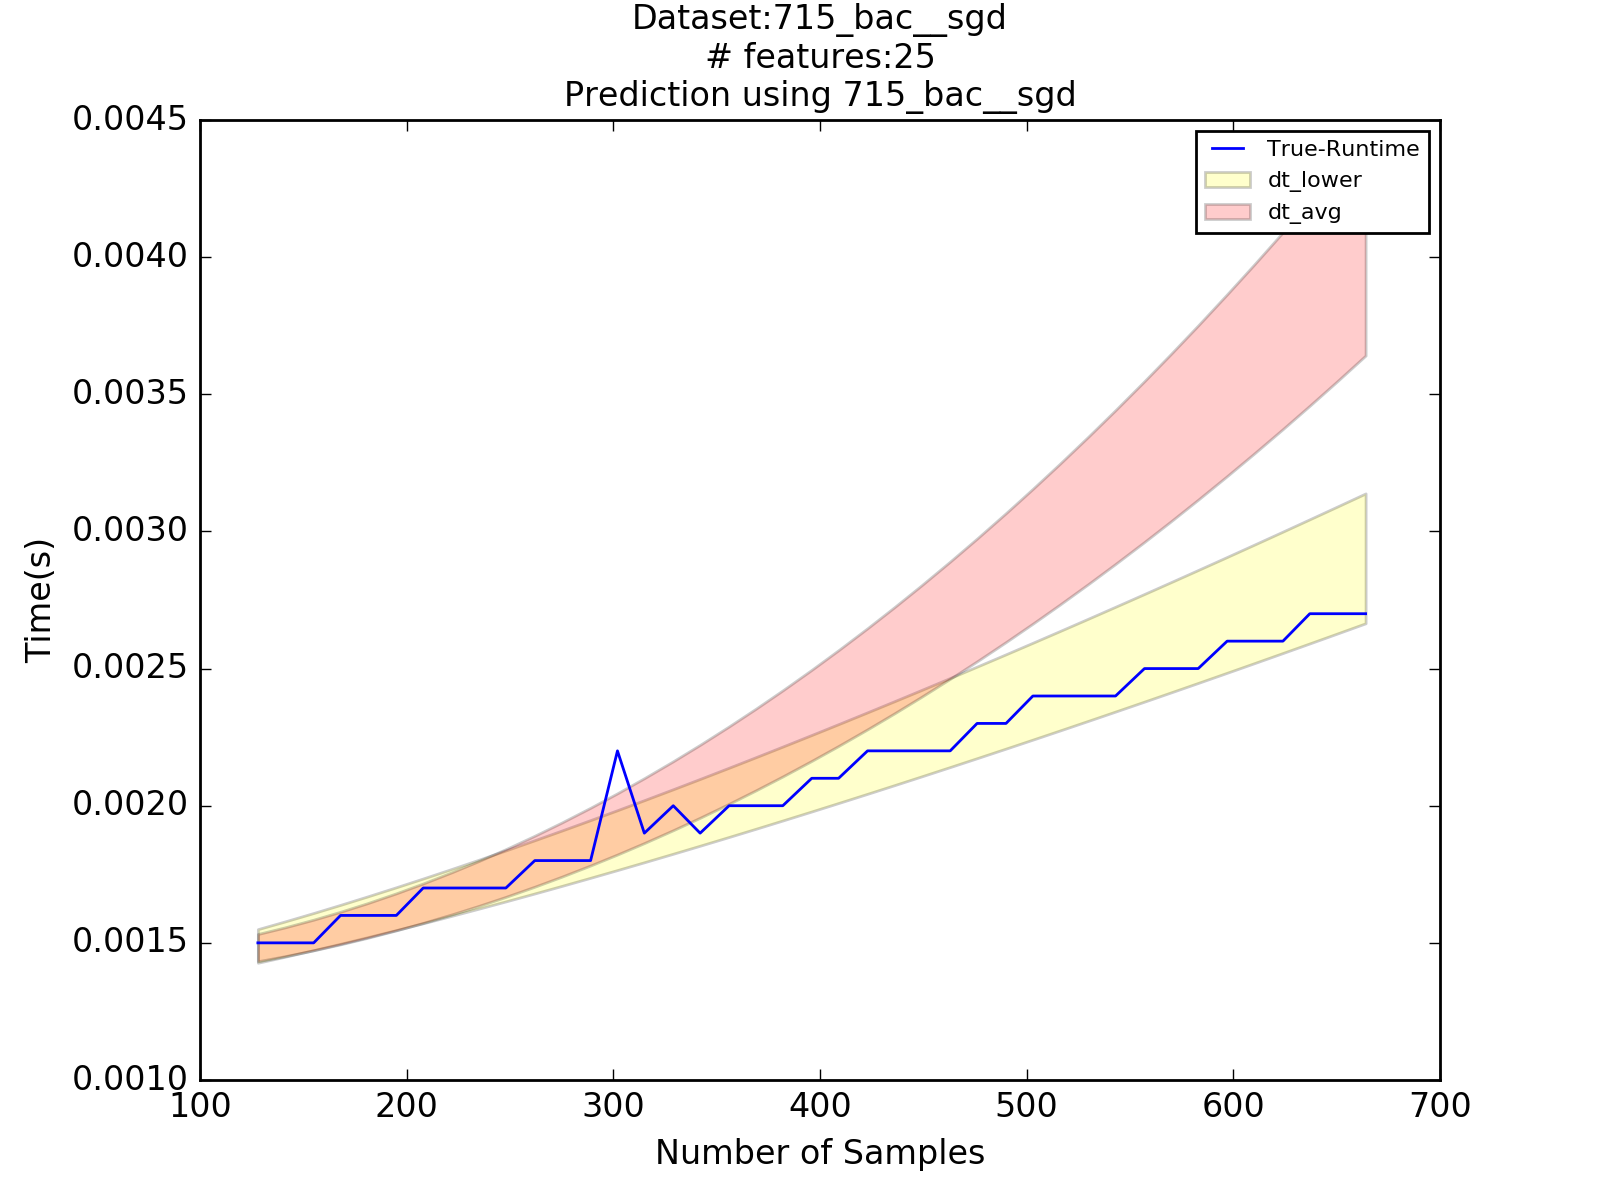 Dataset:715_bac__sgd
# features:25
Prediction using 715_bac__sgd
0.0045
0.0040
0.0035
0.0030
0.0025
0.0020
0.0015
0.0010
Time(s)
True-Runtime
dt_lower
dt_avg
100 200 300 400 500 600 700
Number of Samples